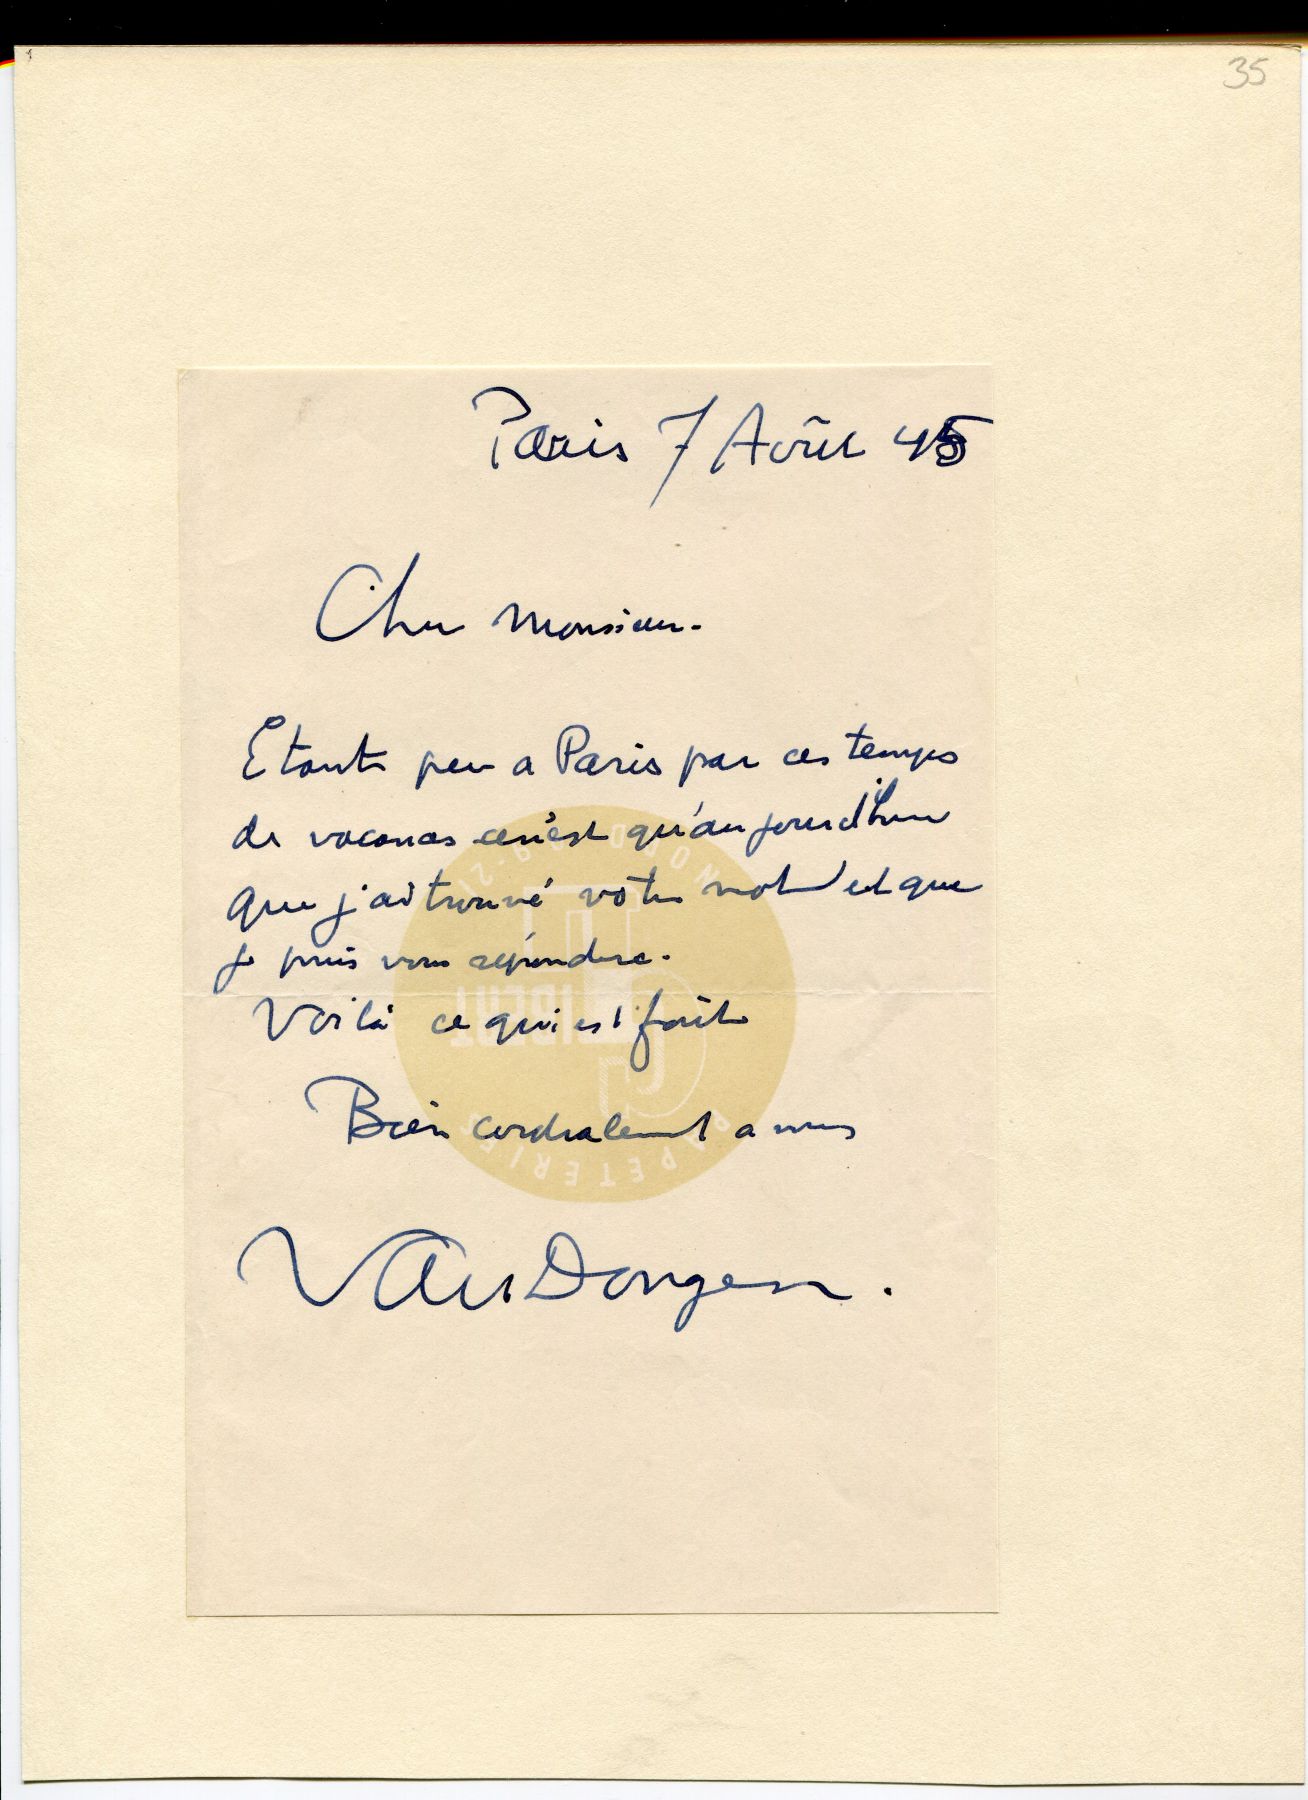 35
Paris 7 Août 45
Cher Monsieur.
Etant peu a Paris par ces temps
de vacances ce n'est qu'aujourd'hui
que j'ai trouvé votre mot et que
je puis vous répondre.
Voilà ce qui est fait
Bien cordialement a vous
Van Dongen.
PAPETERIES